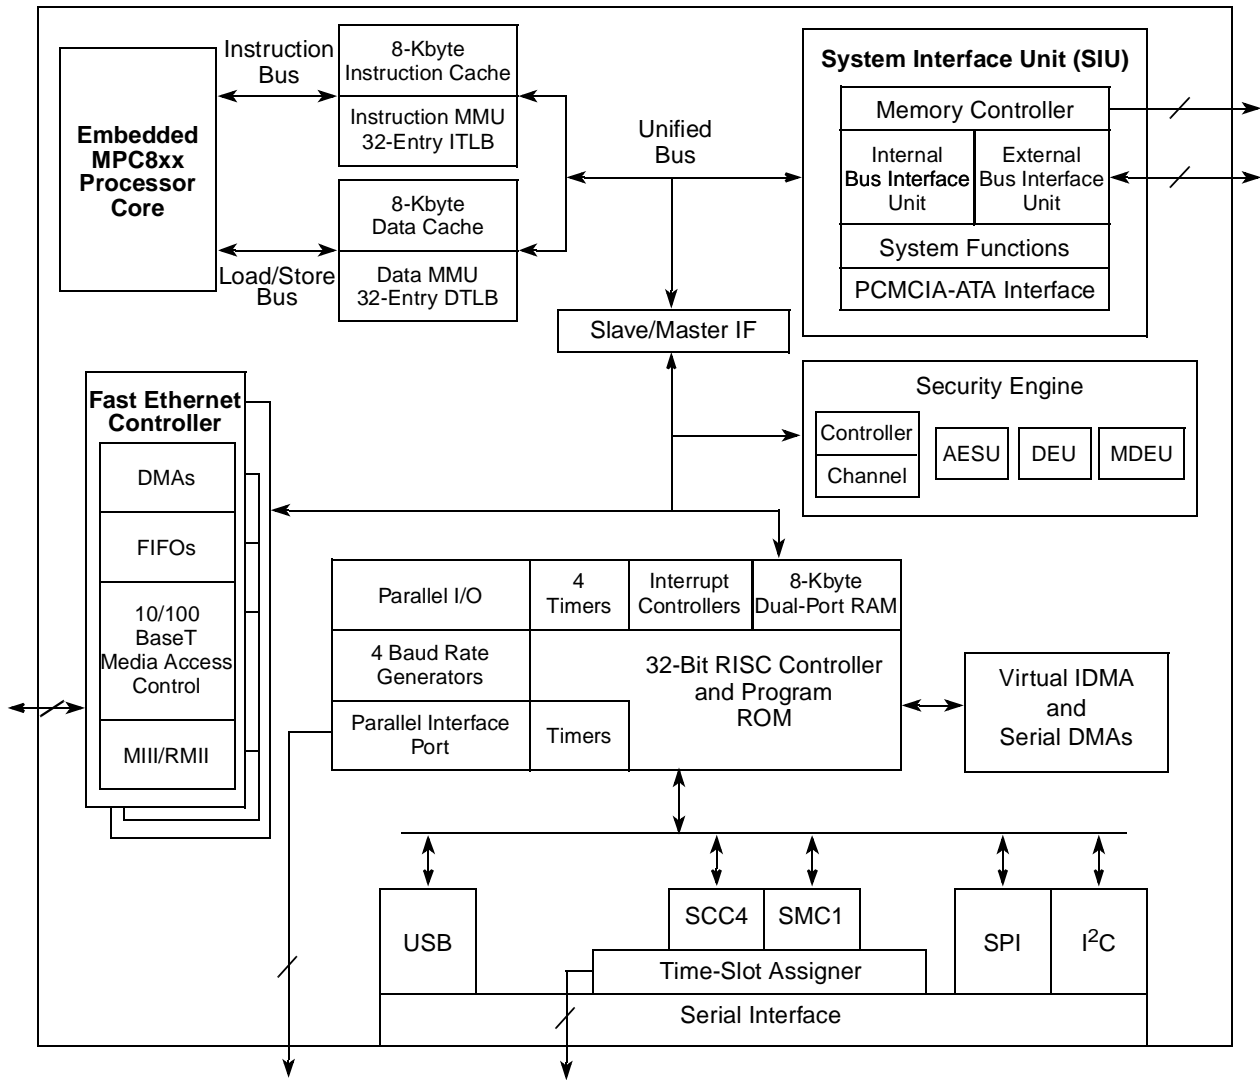 Instruction
Bus
8-Kbyte
Instruction Cache
Instruction MMU
32-Entry ITLB
Embedded
MPC8xx
Processor
Core
8-Kbyte
Data Cache
Data MMU
32-Entry DTLB
Load/Store
Bus
Unified
Bus
System Interface Unit (SIU)
Memory Controller
Internal
Bus Interface
Unit
External
Bus Interface
Unit
System Functions
PCMCIA-ATA Interface
Slave/Master IF
Security Engine
Controller
Channel
AESU
DEU
MDEU
Fast Ethernet
Controller
DMAs
FIFOs
10/100
BaseT
Media Access
Control
MIII/RMII
Parallel I/O
4
Timers
Interrupt
Controllers
8-Kbyte
Dual-Port RAM
4 Baud Rate
Generators
32-Bit RISC Controller
and Program
ROM
Parallel Interface
Port
Timers
Virtual IDMA
and
Serial DMAs
USB
SCC4
SMC1
SPI
I²C
Time-Slot Assigner
Serial Interface